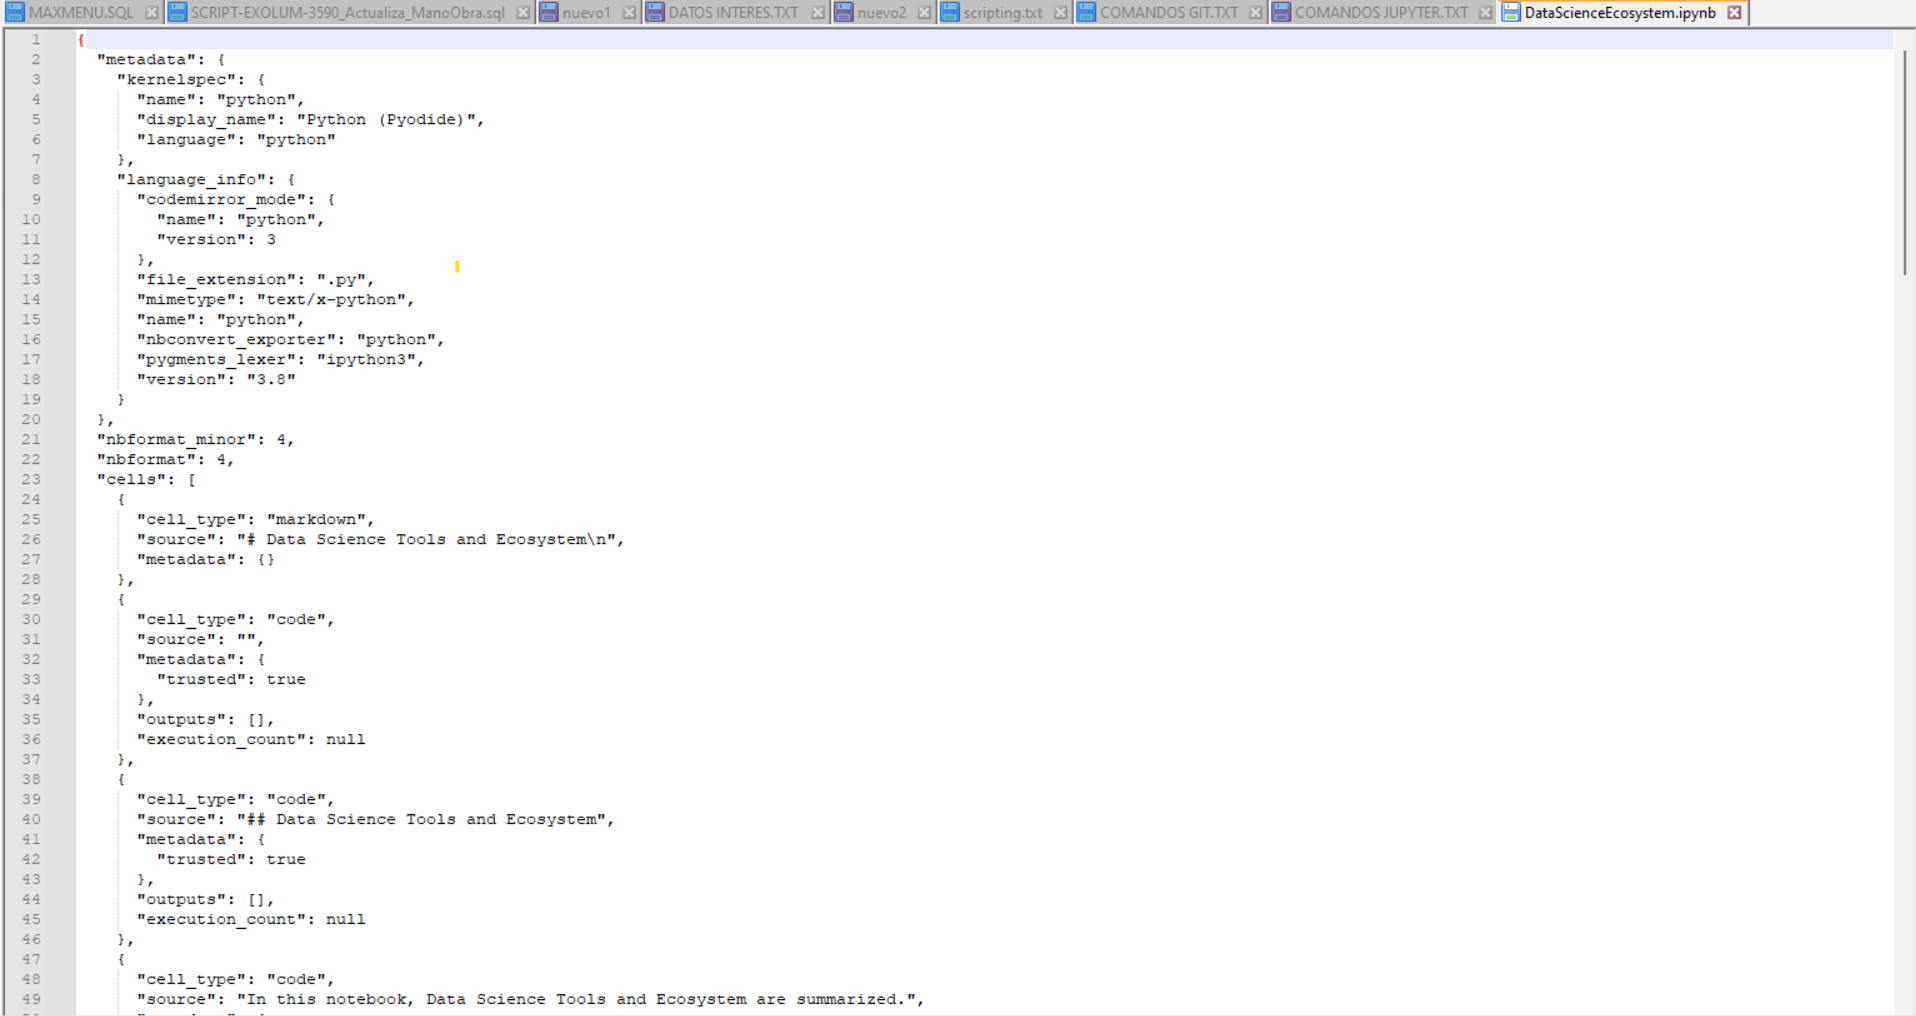 MAXMENU.SQL SCRIPT-EXOLUM-3590_Actualiza_ManoObra.sql nuevo1 DATOS INTERES.TXT nuevo2 scripting.txt COMANDOS GIT.TXT COMANDOS JUPYTER.TXT DataScienceEcosystem.ipynb
1 {
2 "metadata": {
3 "kernelspec": {
4 "name": "python",
5 "display_name": "Python (Pyodide)",
6 "language": "python"
7 },
8 "language_info": {
9 "codemirror_mode": {
10 "name": "python",
11 "version": 3
12 },
13 "file_extension": ".py",
14 "mimetype": "text/x-python",
15 "name": "python",
16 "nbconvert_exporter": "python",
17 "pygments_lexer": "ipython3",
18 "version": "3.8"
19 }
20 },
21 "nbformat_minor": 4,
22 "nbformat": 4,
23 "cells": [
24 {
25 "cell_type": "markdown",
26 "source": "# Data Science Tools and Ecosystem\n",
27 "metadata": {}
28 },
29 {
30 "cell_type": "code",
31 "source": "",
32 "metadata": {
33 "trusted": true
34 },
35 "outputs": [],
36 "execution_count": null
37 },
38 {
39 "cell_type": "code",
40 "source": "## Data Science Tools and Ecosystem",
41 "metadata": {
42 "trusted": true
43 },
44 "outputs": [],
45 "execution_count": null
46 },
47 {
48 "cell_type": "code",
49 "source": "In this notebook, Data Science Tools and Ecosystem are summarized.",